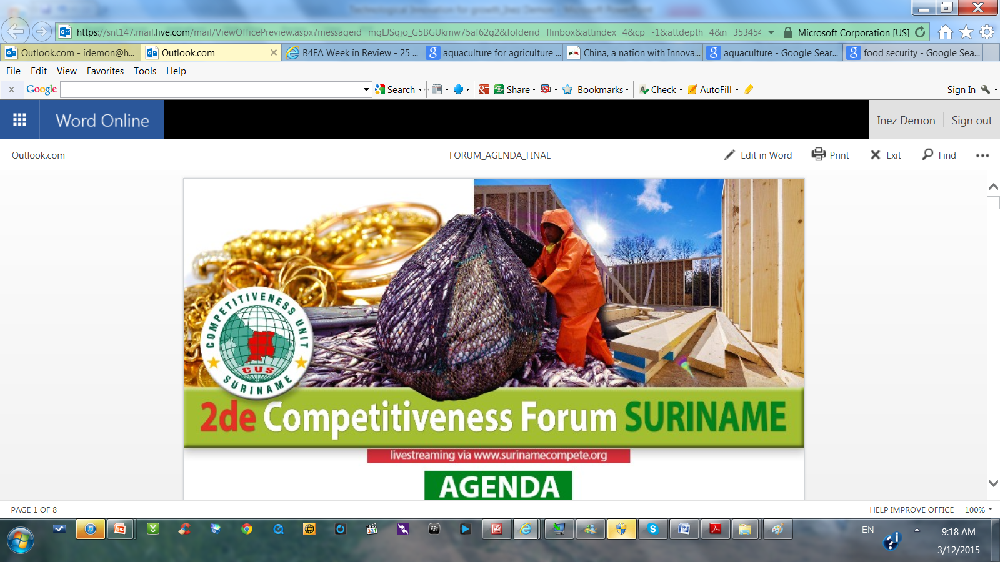 https://snt147.mail.live.com/mail/ViewOfficePreview.aspx?messageid=mgLJSqjo_G5BGUkmw75af62g2&folderid=flinbox&attindex=4&cp=-1&attdepth=4&n=353454
Microsoft Corporation [US]
Outlook.com - idemon@h...
Outlook.com
B4FA Week in Review - 25 ...
aquaculture for agriculture ...
China, a nation with Innova...
aquaculture - Google Sear...
food security - Google Sea...
File Edit View Favorites Tools Help
x Google Search Share Bookmarks Check AutoFill Sign In
Word Online
Inez Demon Sign out
Outlook.com FORUM_AGENDA_FINAL Edit in Word Print Exit Find
COMPETITIVENESS UNIT
CUS
SURINAME
2de Competitiveness Forum SURINAME
livestreaming via www.surinamecompete.org
AGENDA
PAGE 1 OF 8 HELP IMPROVE OFFICE 100%
321
EN
9:18 AM
3/12/2015